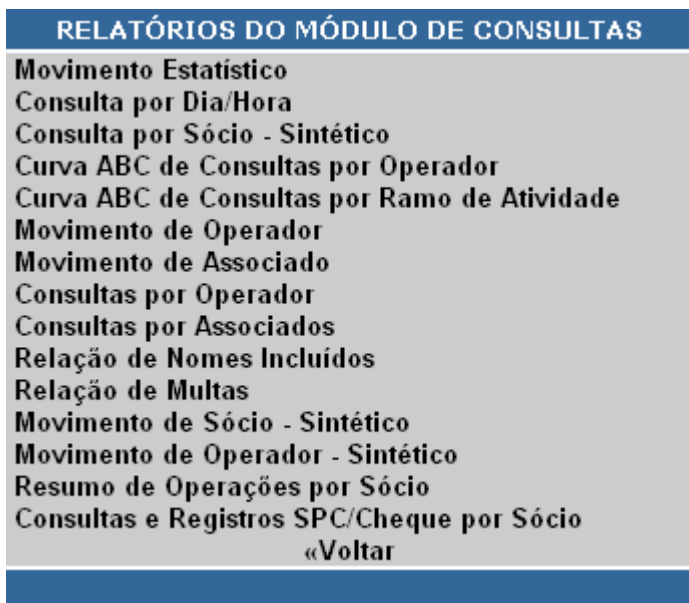 RELATÓRIOS DO MÓDULO DE CONSULTAS
Movimento Estatístico
Consulta por Dia/Hora
Consulta por Sócio - Sintético
Curva ABC de Consultas por Operador
Curva ABC de Consultas por Ramo de Atividade
Movimento de Operador
Movimento de Associado
Consultas por Operador
Consultas por Associados
Relação de Nomes Incluídos
Relação de Multas
Movimento de Sócio - Sintético
Movimento de Operador - Sintético
Resumo de Operações por Sócio
Consultas e Registros SPC/Cheque por Sócio
«Voltar